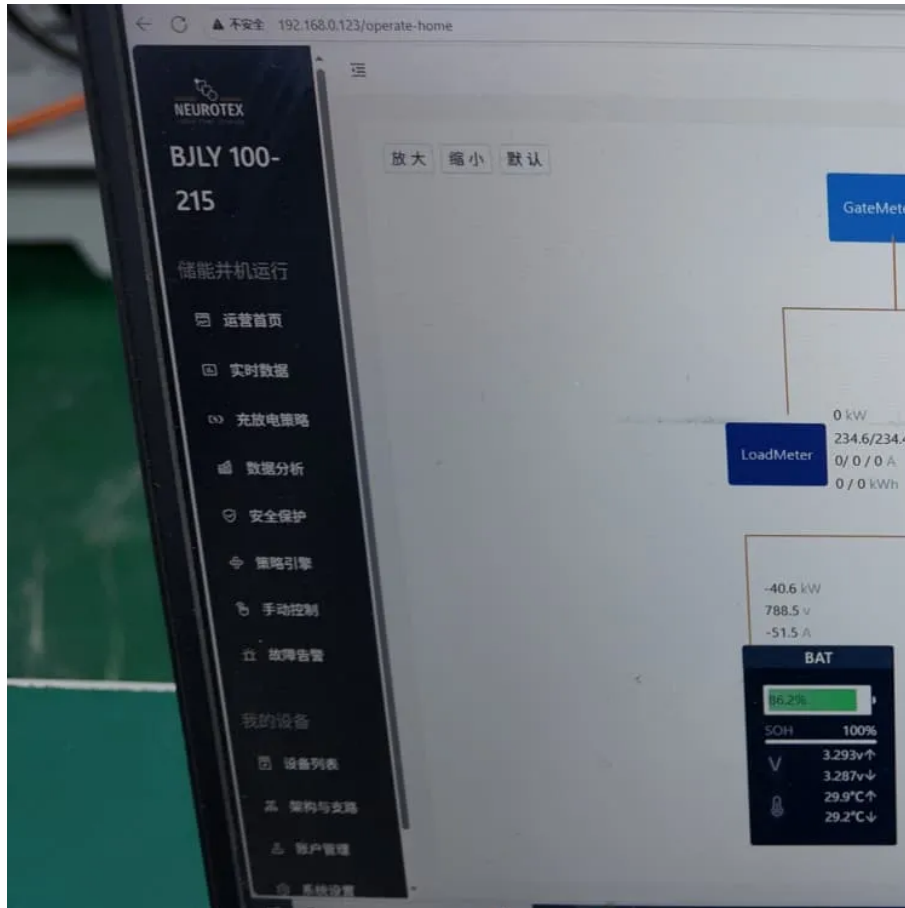 不安全 192.168.0.123/operate-home
NEUROTEX
BJLY 100-
215
储能并机运行
运营首页
实时数据
充放电策略
数据分析
安全保护
策略引擎
手动控制
故障告警
我的设备
设备列表
架构与支路
账户管理
系统设置
放大 缩小 默认
GateMete
LoadMeter
0 kW
234.6/234.4
0/ 0 / 0 A
0 / 0 kWh
-40.6 kW
788.5 v
-51.5 A
BAT
86.2%
SOH 100%
V
3.293v↑
3.287v↓
29.9°C↑
29.2°C↓